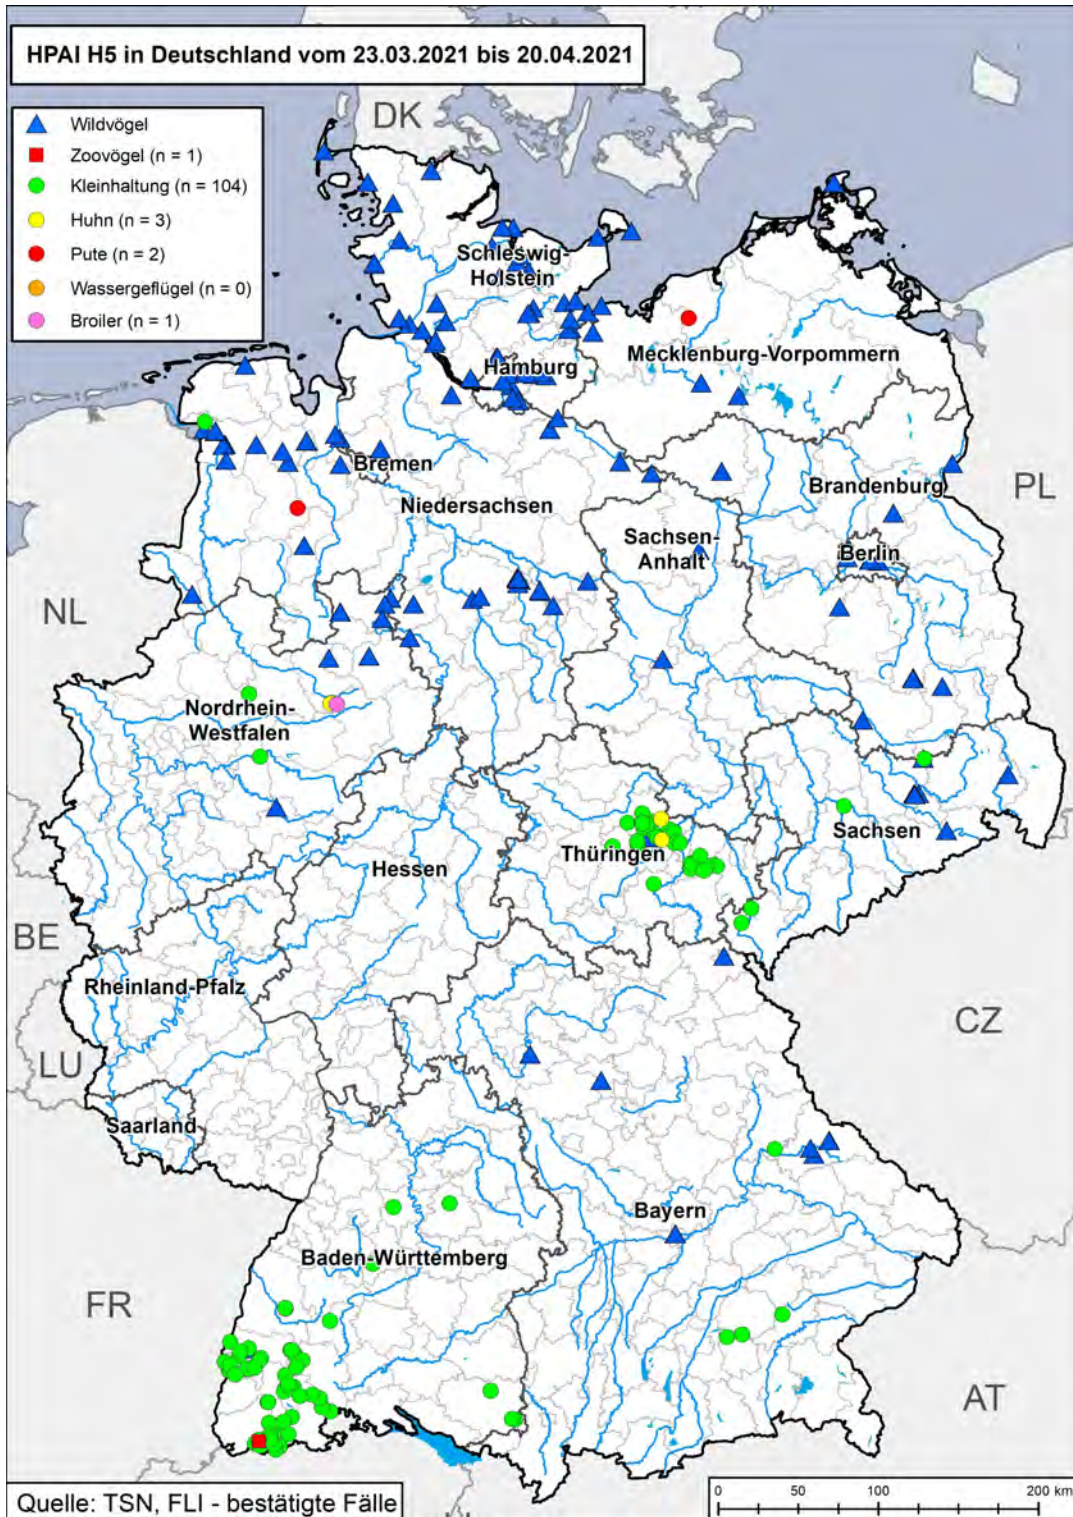 HPAI H5 in Deutschland vom 23.03.2021 bis 20.04.2021
Wildvögel
Zoovögel (n = 1)
Kleinhaltung (n = 104)
Huhn (n = 3)
Pute (n = 2)
Wassergeflügel (n = 0)
Broiler (n = 1)
DK
Schleswig-
Holstein
Mecklenburg-Vorpommern
Hamburg
Bremen
Niedersachsen
Brandenburg
PL
Sachsen-
Anhalt
Berlin
NL
Nordrhein-
Westfalen
Sachsen
Thüringen
Hessen
BE
Rheinland-Pfalz
CZ
LU
Saarland
Bayern
Baden-Württemberg
FR
AT
Quelle: TSN, FLI - bestätigte Fälle
0 50 100 200 km